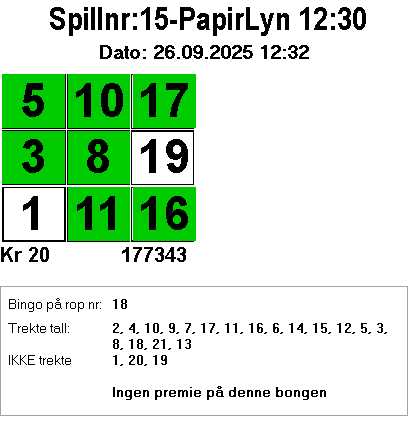 Spillnr:15-PapirLyn 12:30
Dato: 26.09.2025 12:32
5 10 17
3 8 19
1 11 16
Kr 20 177343
Bingo på rop nr: 18
Trekte tall: 2, 4, 10, 9, 7, 17, 11, 16, 6, 14, 15, 12, 5, 3,
8, 18, 21, 13
IKKE trekte 1, 20, 19
Ingen premie på denne bongen